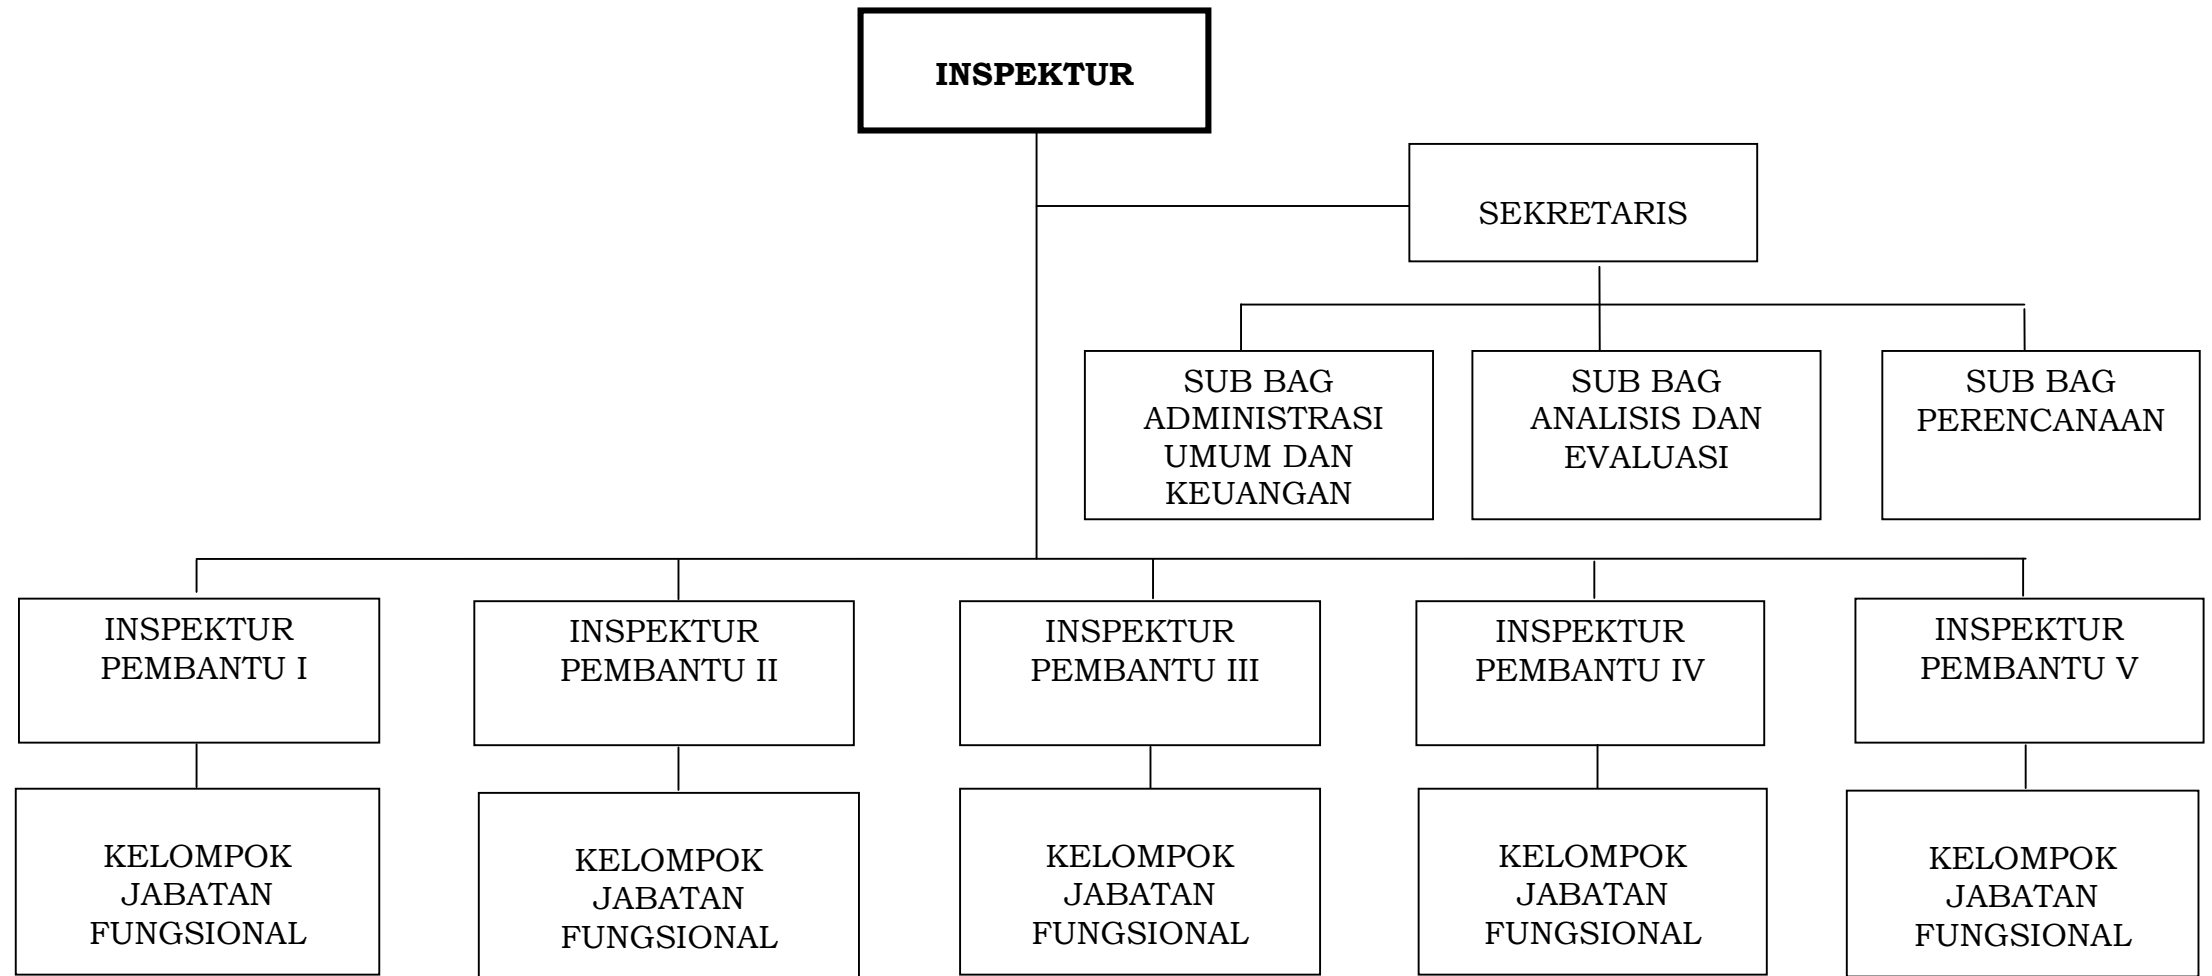 INSPEKTUR
SEKRETARIS
SUB BAG
ADMINISTRASI
UMUM DAN
KEUANGAN
SUB BAG
ANALISIS DAN
EVALUASI
SUB BAG
PERENCANAAN
INSPEKTUR
PEMBANTU I
INSPEKTUR
PEMBANTU II
INSPEKTUR
PEMBANTU III
INSPEKTUR
PEMBANTU IV
INSPEKTUR
PEMBANTU V
KELOMPOK
JABATAN
FUNGSIONAL
KELOMPOK
JABATAN
FUNGSIONAL
KELOMPOK
JABATAN
FUNGSIONAL
KELOMPOK
JABATAN
FUNGSIONAL
KELOMPOK
JABATAN
FUNGSIONAL